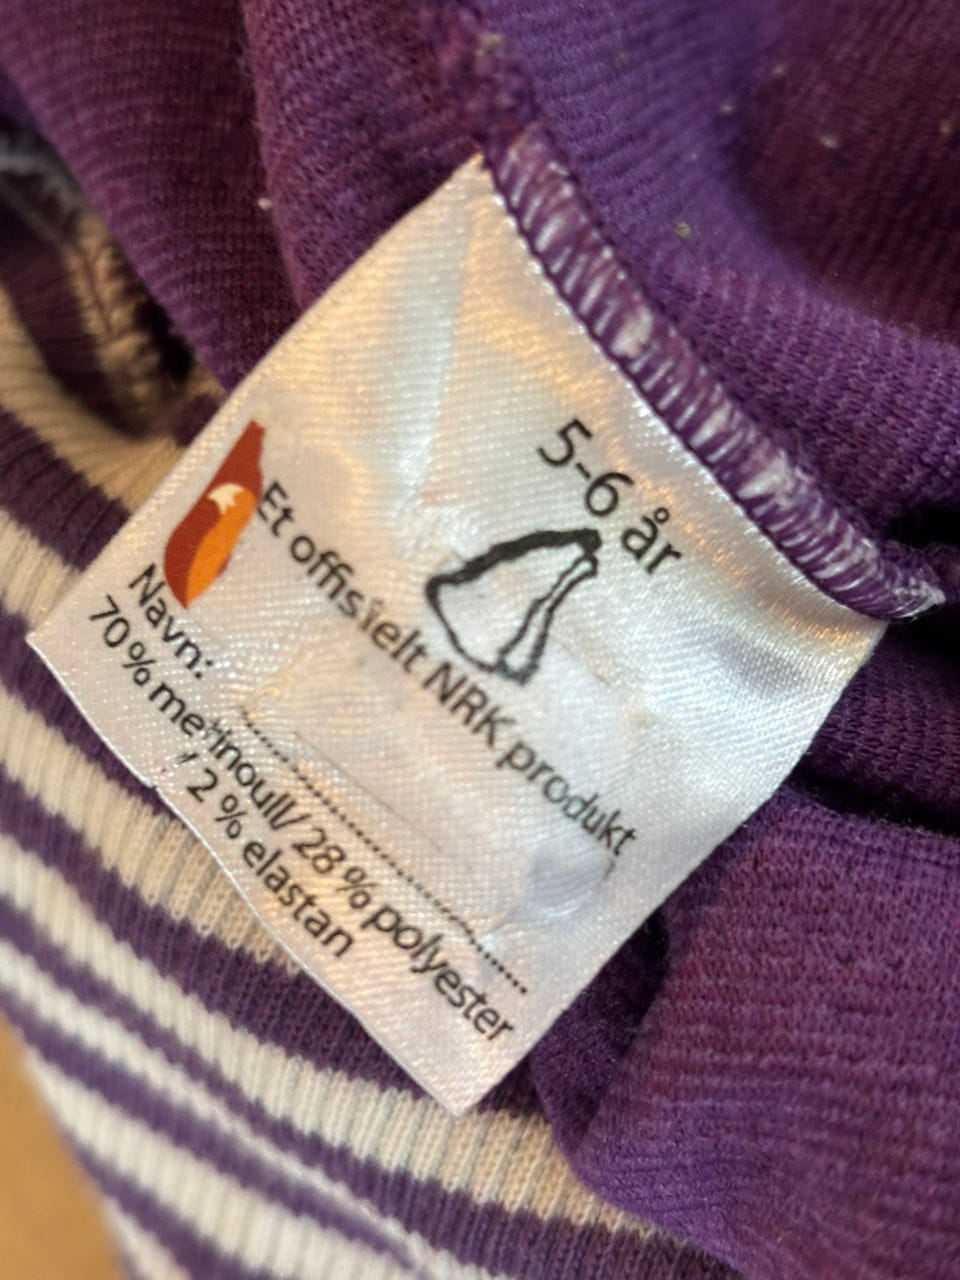 5-6 år
Et offisielt NRK produkt
Navn:
70% merinoull/ 28% polyester
/ 2 % elastan